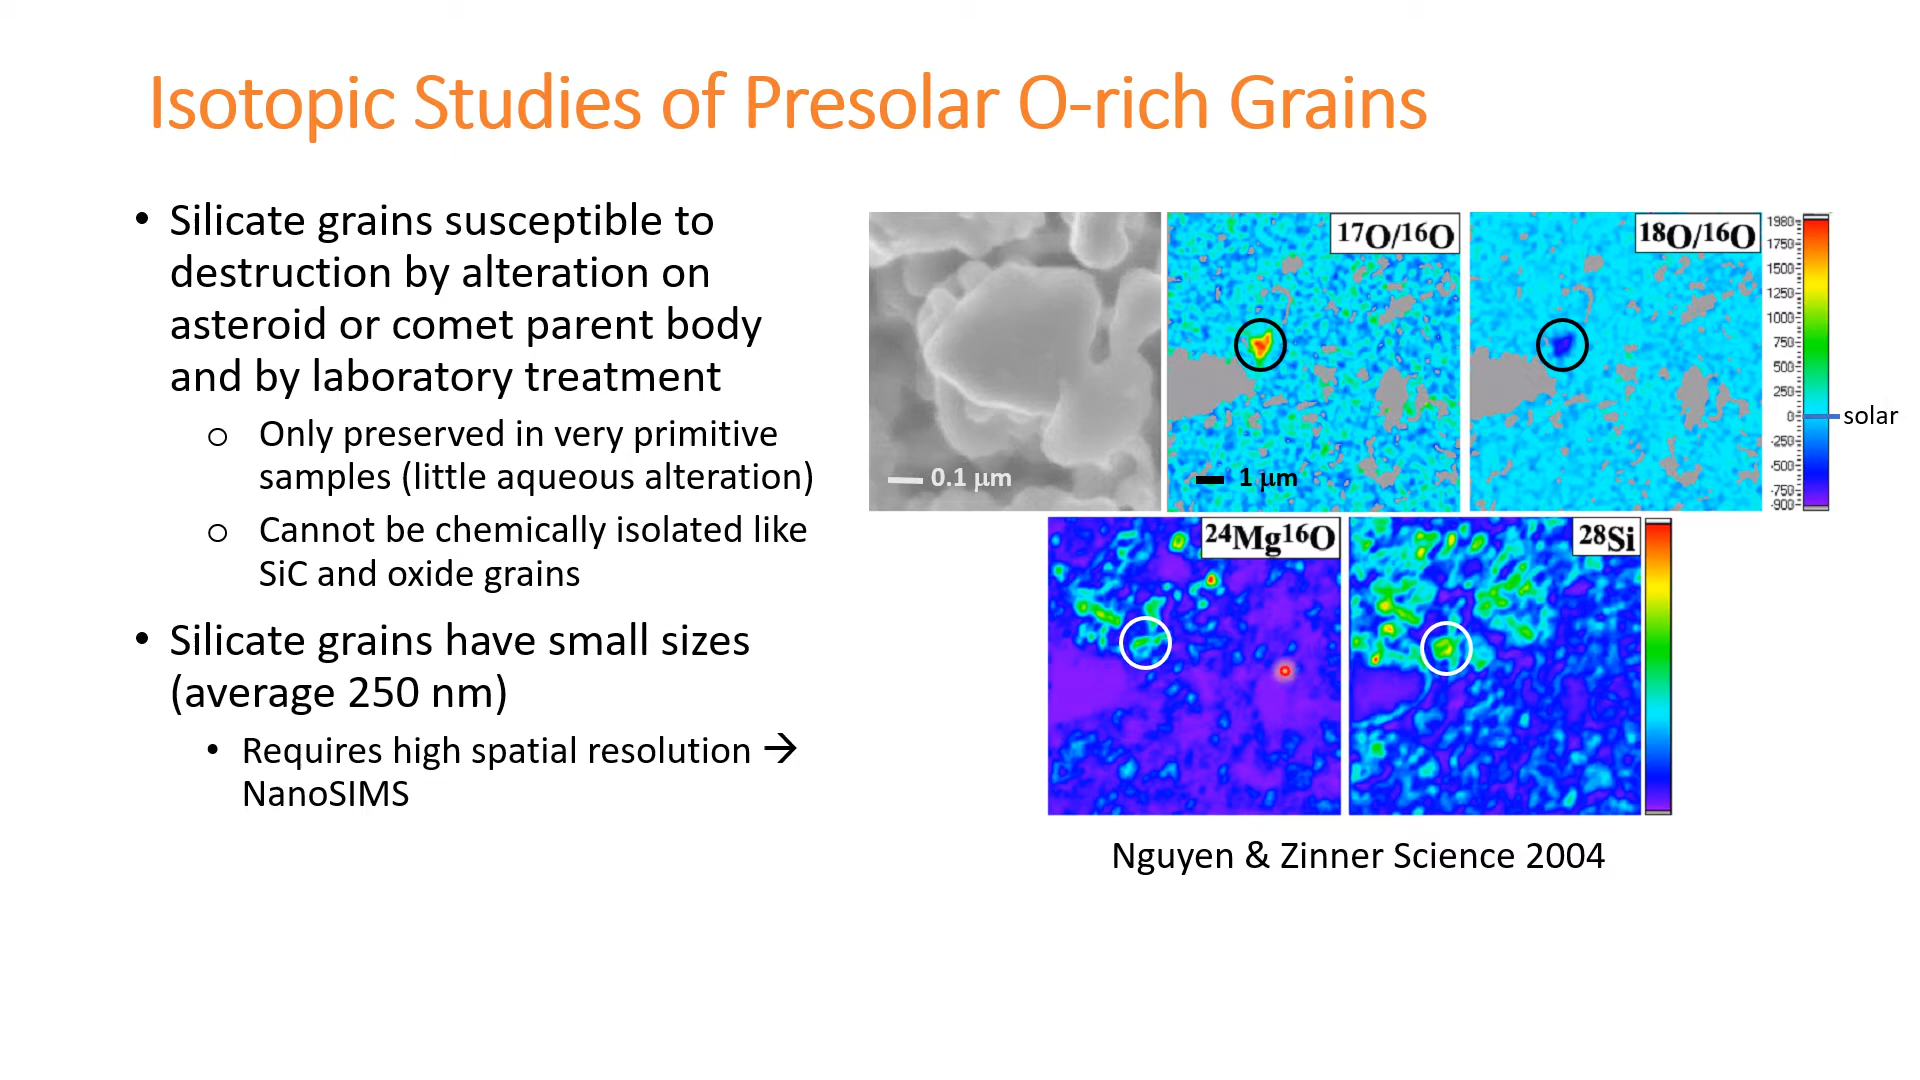 Isotopic Studies of Presolar O-rich Grains
• Silicate grains susceptible to
destruction by alteration on
asteroid or comet parent body
and by laboratory treatment
o Only preserved in very primitive
samples (little aqueous alteration)
o Cannot be chemically isolated like
SiC and oxide grains
• Silicate grains have small sizes
(average 250 nm)
• Requires high spatial resolution →
NanoSIMS
0.1 μm
17O/16O
1 μm
18O/16O
1980
1750
1500
1250
1000
750
500
250
0
solar
-250
-500
-750
-900
24Mg16O
28Si
Nguyen & Zinner Science 2004